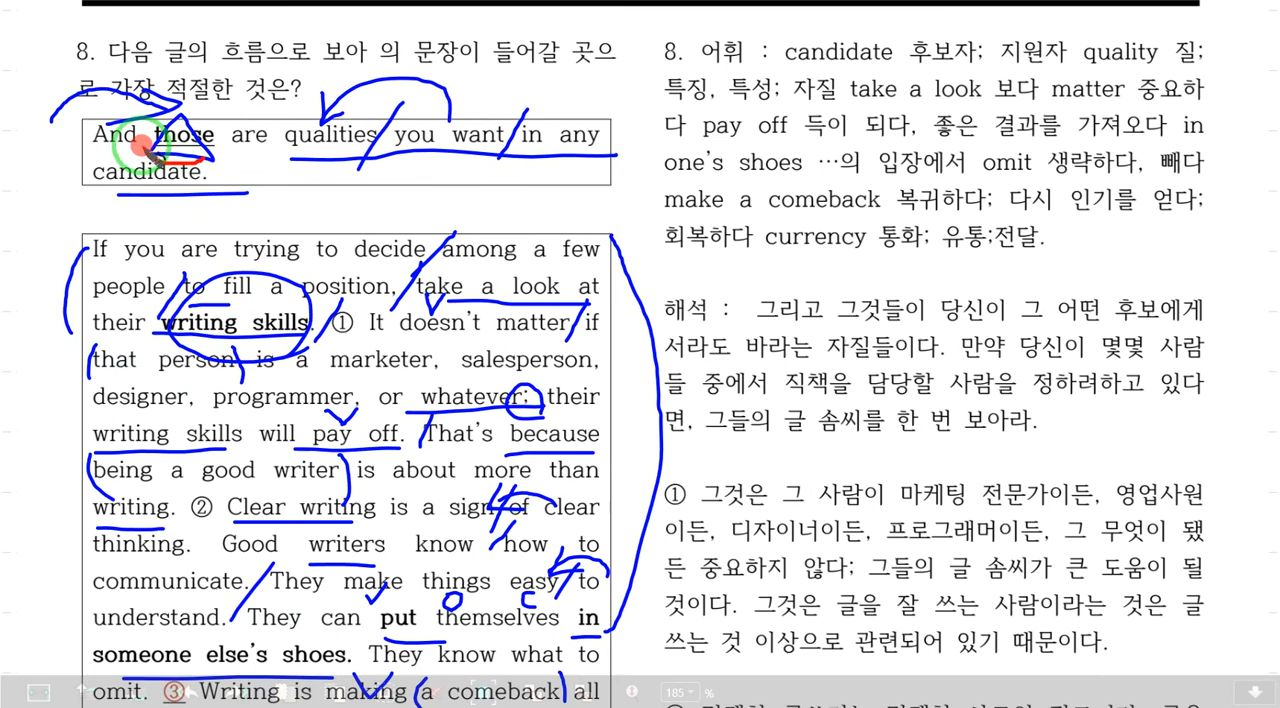 8. 다음 글의 흐름으로 보아 의 문장이 들어갈 곳으
로 가장 적절한 것은?
And those are qualities you want in any
candidate.
If you are trying to decide among a few
people to fill a position, take a look at
their writing skills. ① It doesn't matter if
that person is a marketer, salesperson,
designer, programmer, or whatever; their
writing skills will pay off. That's because
being a good writer is about more than
writing. ② Clear writing is a sign of clear
thinking. Good writers know how to
communicate. They make things easy to
understand. They can put themselves in
someone else's shoes. They know what to
omit. ③ Writing is making a comeback all
8. 어휘 : candidate 후보자; 지원자 quality 질;
특징, 특성; 자질 take a look 보다 matter 중요하
다 pay off 득이 되다, 좋은 결과를 가져오다 in
one's shoes …의 입장에서 omit 생략하다, 빼다
make a comeback 복귀하다; 다시 인기를 얻다;
회복하다 currency 통화; 유통;전달.
해석 : 그리고 그것들이 당신이 그 어떤 후보에게
서라도 바라는 자질들이다. 만약 당신이 몇몇 사람
들 중에서 직책을 담당할 사람을 정하려하고 있다
면, 그들의 글 솜씨를 한 번 보아라.
① 그것은 그 사람이 마케팅 전문가이든, 영업사원
이든, 디자이너이든, 프로그래머이든, 그 무엇이 됐
든 중요하지 않다; 그들의 글 솜씨가 큰 도움이 될
것이다. 그것은 글을 잘 쓰는 사람이라는 것은 글
쓰는 것 이상으로 관련되어 있기 때문이다.
185 %